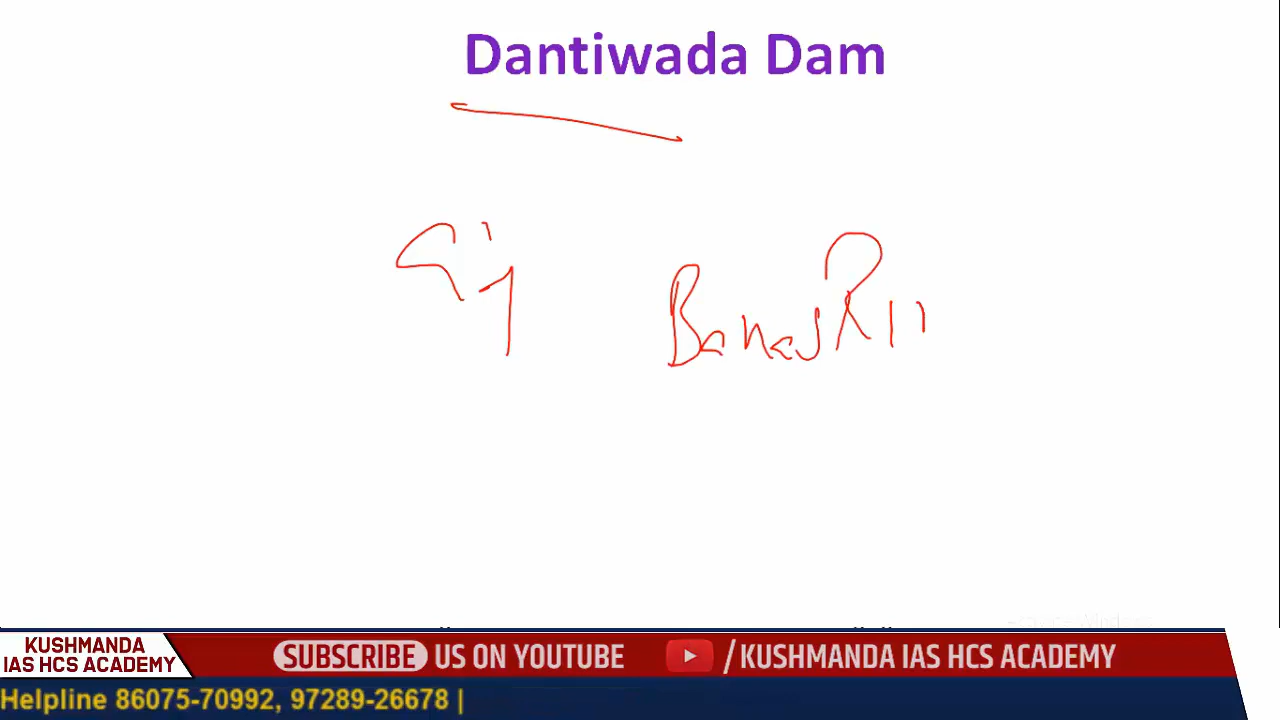 Dantiwada Dam
Banas
KUSHMANDA
IAS HCS ACADEMY
SUBSCRIBE US ON YOUTUBE
/KUSHMANDA IAS HCS ACADEMY
Helpline 86075-70992, 97289-26678 |